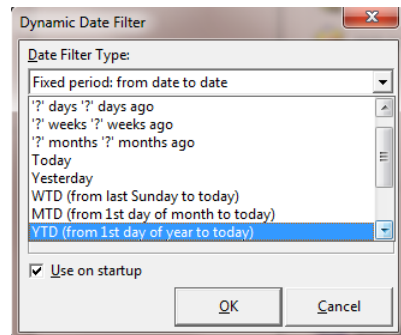 Dynamic Date Filter
Date Filter Type:
Fixed period: from date to date
'?' days '?' days ago
'?' weeks '?' weeks ago
'?' months '?' months ago
Today
Yesterday
WTD (from last Sunday to today)
MTD (from 1st day of month to today)
YTD (from 1st day of year to today)
Use on startup
OK
Cancel